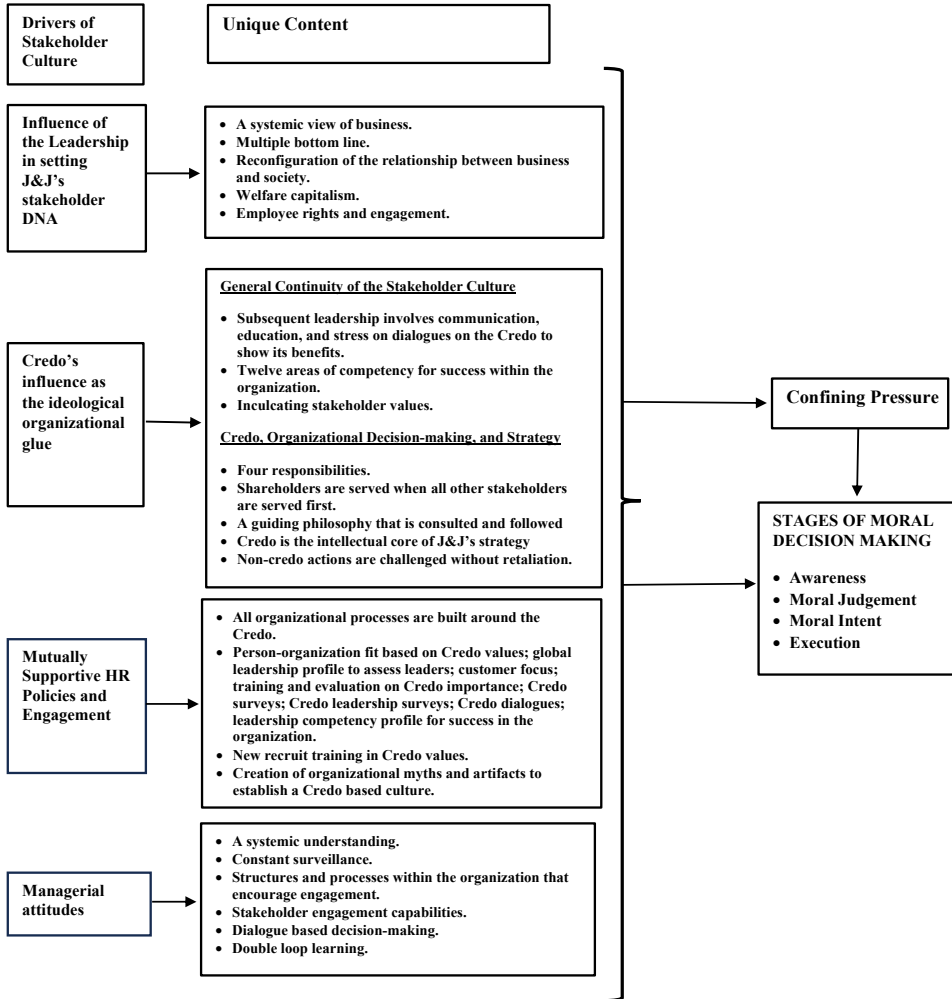 Drivers of
Stakeholder
Culture
Unique Content
Influence of
the Leadership
in setting
J&J's
stakeholder
DNA
• A systemic view of business.
• Multiple bottom line.
• Reconfiguration of the relationship between business
and society.
• Welfare capitalism.
• Employee rights and engagement.
Credo's
influence as
the ideological
organizational
glue
General Continuity of the Stakeholder Culture
• Subsequent leadership involves communication,
education, and stress on dialogues on the Credo to
show its benefits.
• Twelve areas of competency for success within the
organization.
• Inculcating stakeholder values.
Credo, Organizational Decision-making, and Strategy
• Four responsibilities.
• Shareholders are served when all other stakeholders
are served first.
• A guiding philosophy that is consulted and followed
• Credo is the intellectual core of J&J's strategy
• Non-credo actions are challenged without retaliation.
Mutually
Supportive HR
Policies and
Engagement
• All organizational processes are built around the
Credo.
• Person-organization fit based on Credo values; global
leadership profile to assess leaders; customer focus;
training and evaluation on Credo importance; Credo
surveys; Credo leadership surveys; Credo dialogues;
leadership competency profile for success in the
organization.
• New recruit training in Credo values.
• Creation of organizational myths and artifacts to
establish a Credo based culture.
Managerial
attitudes
• A systemic understanding.
• Constant surveillance.
• Structures and processes within the organization that
encourage engagement.
• Stakeholder engagement capabilities.
• Dialogue based decision-making.
• Double loop learning.
Confining Pressure
STAGES OF MORAL
DECISION MAKING
• Awareness
• Moral Judgement
• Moral Intent
• Execution